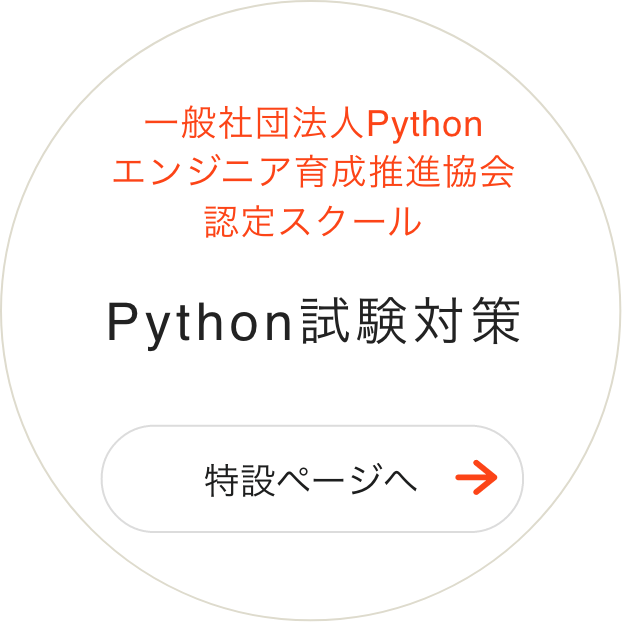 一般社団法人Python
エンジニア育成推進協会
認定スクール
Python試験対策
特設ページへ